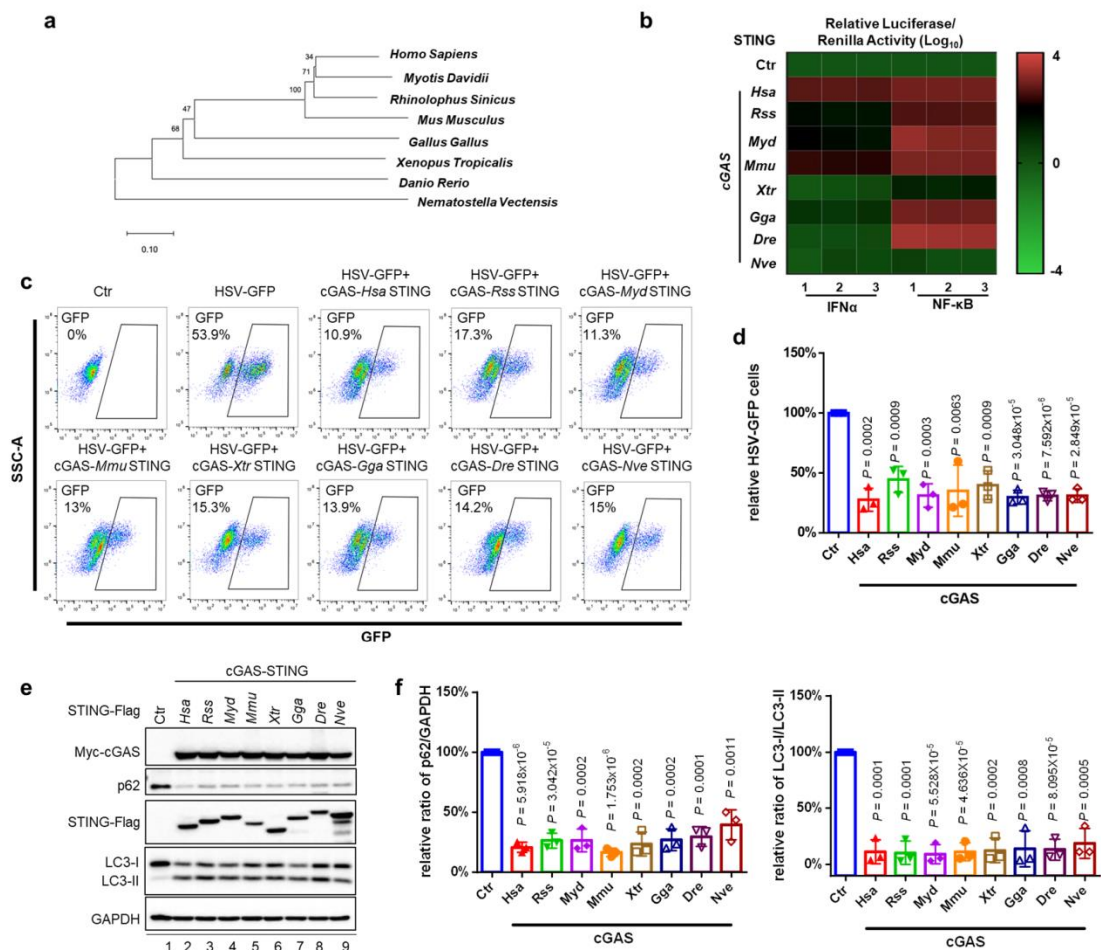 a
34
71
100
47
68
Homo Sapiens
Myotis Davidii
Rhinolophus Sinicus
Mus Musculus
Gallus Gallus
Xenopus Tropicalis
Danio Rerio
Nematostella Vectensis
0.10
b
Relative Luciferase/
STING Renilla Activity (Log10)
Ctr
Hsa
Rss
Myd
Mmu
Xtr
Gga
Dre
Nve
cGAS
4
2
0
-2
-4
1 2 3 1 2 3
IFNα NF-κB
c
Ctr
GFP
0%
HSV-GFP
GFP
53.9%
HSV-GFP+
cGAS-Hsa STING
GFP
10.9%
HSV-GFP+
cGAS-Rss STING
GFP
17.3%
HSV-GFP+
cGAS-Myd STING
GFP
11.3%
HSV-GFP+
cGAS-Mmu STING
GFP
13%
HSV-GFP+
cGAS-Xtr STING
GFP
15.3%
HSV-GFP+
cGAS-Gga STING
GFP
13.9%
HSV-GFP+
cGAS-Dre STING
GFP
14.2%
HSV-GFP+
cGAS-Nve STING
GFP
15%
SSC-A
GFP
d
relative HSV-GFP cells
150%
100%
50%
0%
P = 0.0002
P = 0.0009
P = 0.0003
P = 0.0063
P = 0.0009
P = 3.048x10-5
P = 7.592x10-6
P = 2.849x10-5
Ctr Hsa Rss Myd Mmu Xtr Gga Dre Nve
cGAS
e
cGAS-STING
STING-Flag Ctr Hsa Rss Myd Mmu Xtr Gga Dre Nve
Myc-cGAS
p62
STING-Flag
LC3-I
LC3-II
GAPDH
1 2 3 4 5 6 7 8 9
f
relative ratio of p62/GAPDH
150%
100%
50%
0%
P = 5.918x10-6
P = 3.042x10-5
P = 0.0002
P = 1.753x10-6
P = 0.0002
P = 0.0002
P = 0.0001
P = 0.0011
Ctr Hsa Rss Myd Mmu Xtr Gga Dre Nve
cGAS
relative ratio of LC3-I/LC3-II
150%
100%
50%
0%
P = 0.0001
P = 0.0001
P = 5.528X10-5
P = 4.636X10-5
P = 0.0002
P = 0.0008
P = 8.095X10-5
P = 0.0005
Ctr Hsa Rss Myd Mmu Xtr Gga Dre Nve
cGAS